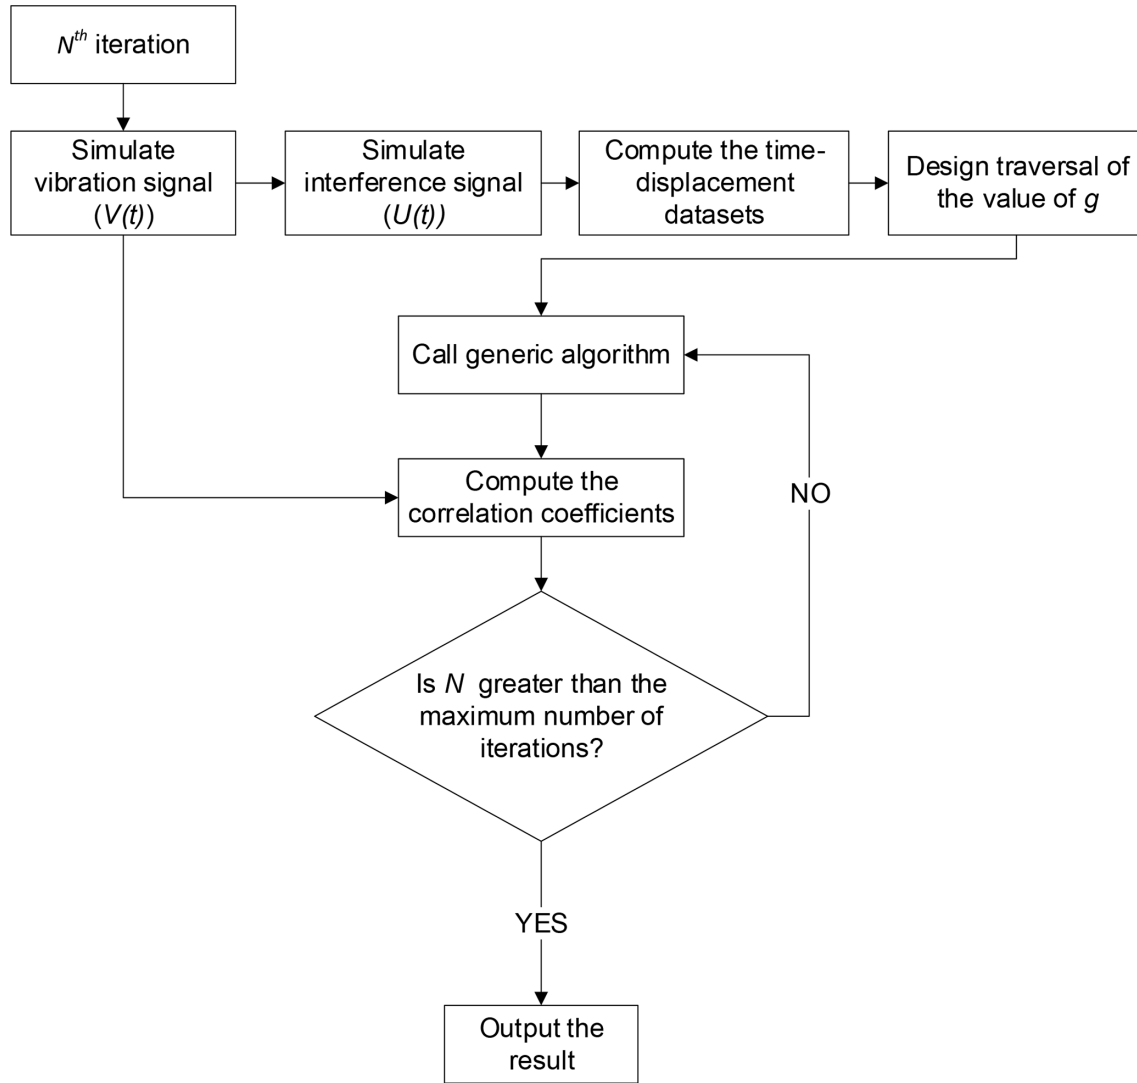 Nth iteration
Simulate
vibration signal
(V(t))
Simulate
interference signal
(U(t))
Compute the time-
displacement
datasets
Design traversal of
the value of g
Call generic algorithm
Compute the
correlation coefficients
NO
Is N greater than the
maximum number of
iterations?
YES
Output the
result